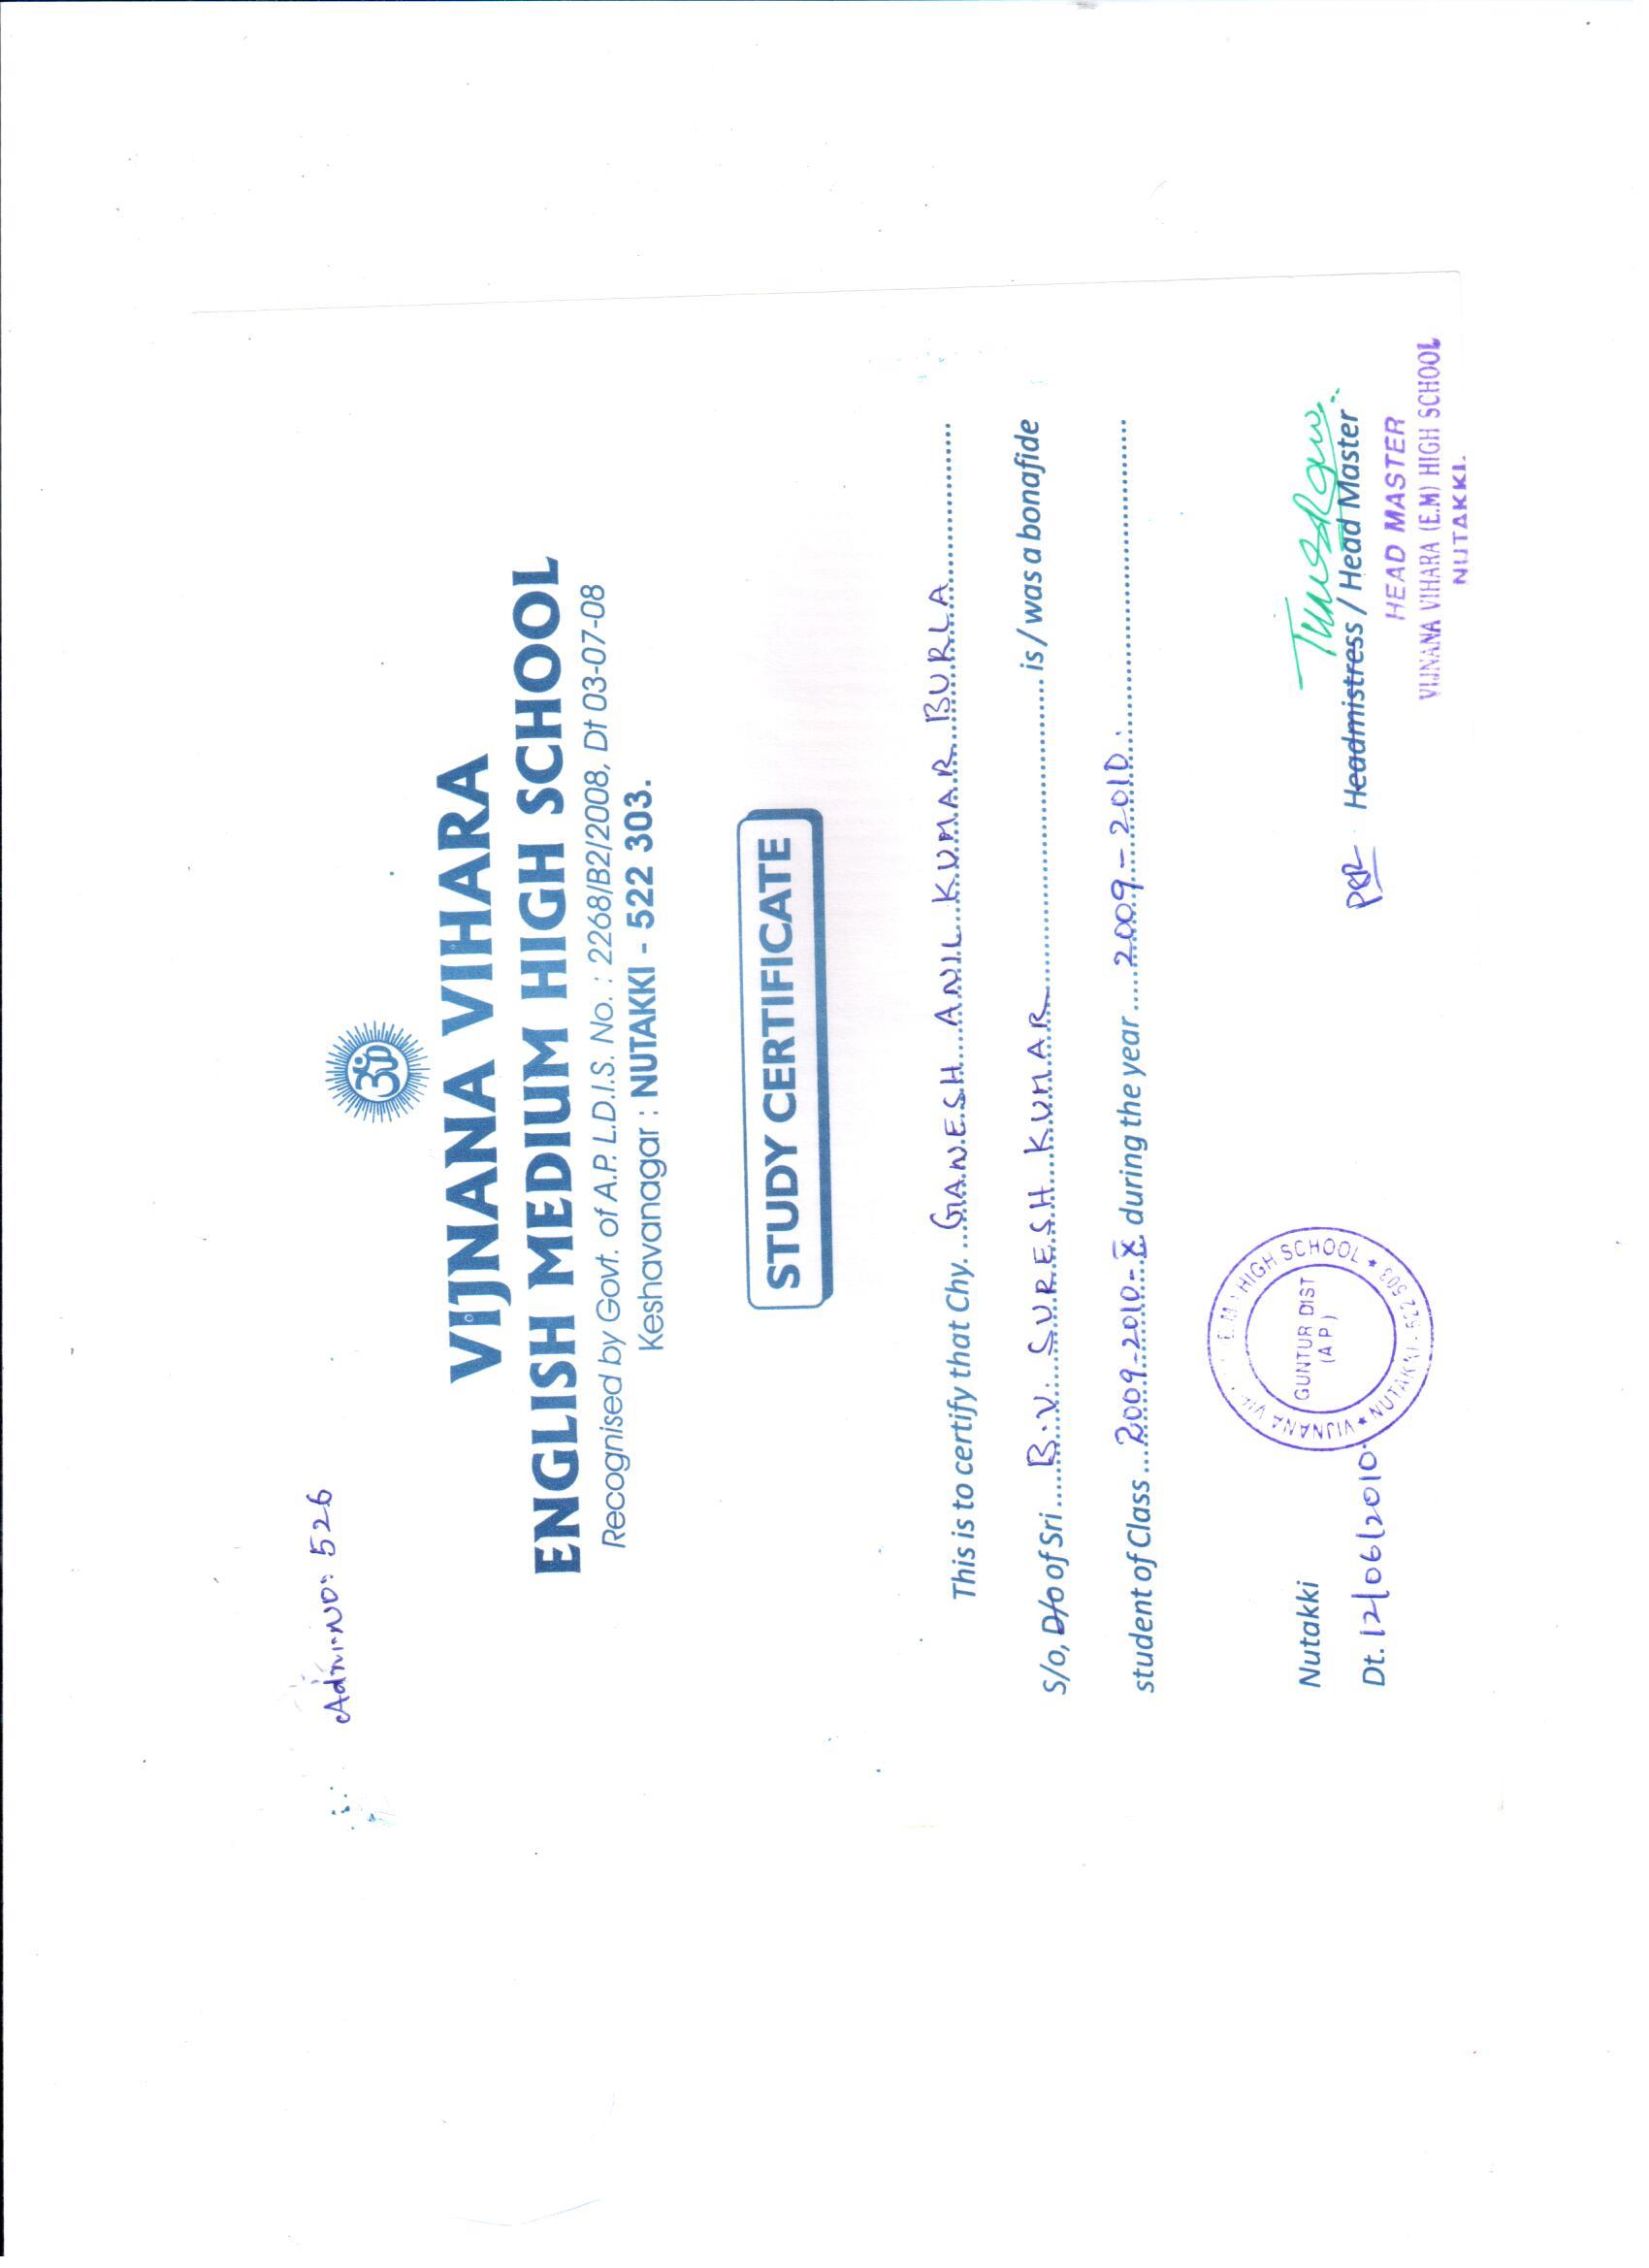 Adm.No: 526
ॐ
VIJNANA VIHARA
ENGLISH MEDIUM HIGH SCHOOL
Recognised by Govt. of A.P. L.D.I.S. No. : 2268/B2/2008, Dt 03-07-08
Keshavanagar : NUTAKKI - 522 303.
STUDY CERTIFICATE
This is to certify that Chy. GANESH ANIL KUMAR BURLA
S/o, D/o of Sri B.V. SURESH KUMAR is / was a bonafide
student of Class 2009-2010-X during the year 2009-2010.
Nutakki
Dt. 12/06/2010
VIJNANA E.M. HIGH SCHOOL ★ NUTAKKI - 522 303 ★
GUNTUR DIST
(A P)
Headmistress / Head Master
HEAD MASTER
VIJNANA VIHARA (E.M) HIGH SCHOOL
NUTAKKI.